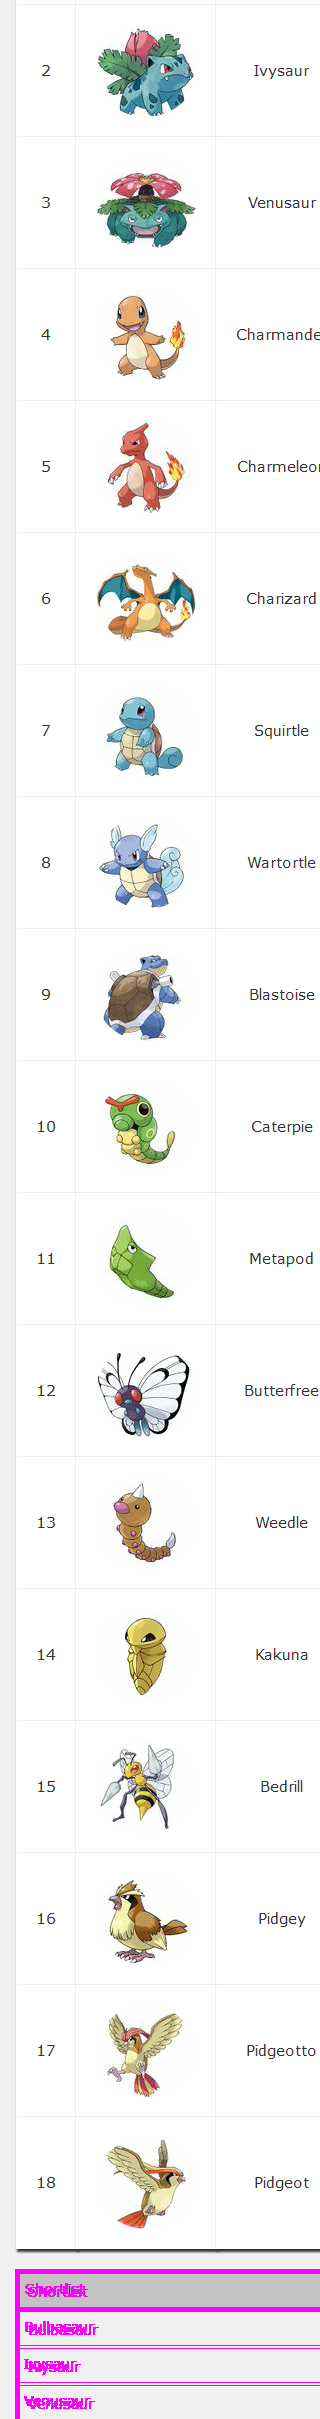 2 Ivysaur
3 Venusaur
4 Charmande
5 Charmeleon
6 Charizard
7 Squirtle
8 Wartortle
9 Blastoise
10 Caterpie
11 Metapod
12 Butterfree
13 Weedle
14 Kakuna
15 Bedrill
16 Pidgey
17 Pidgeotto
18 Pidgeot
Shortlist
Bulbasaur
Ivysaur
Venusaur